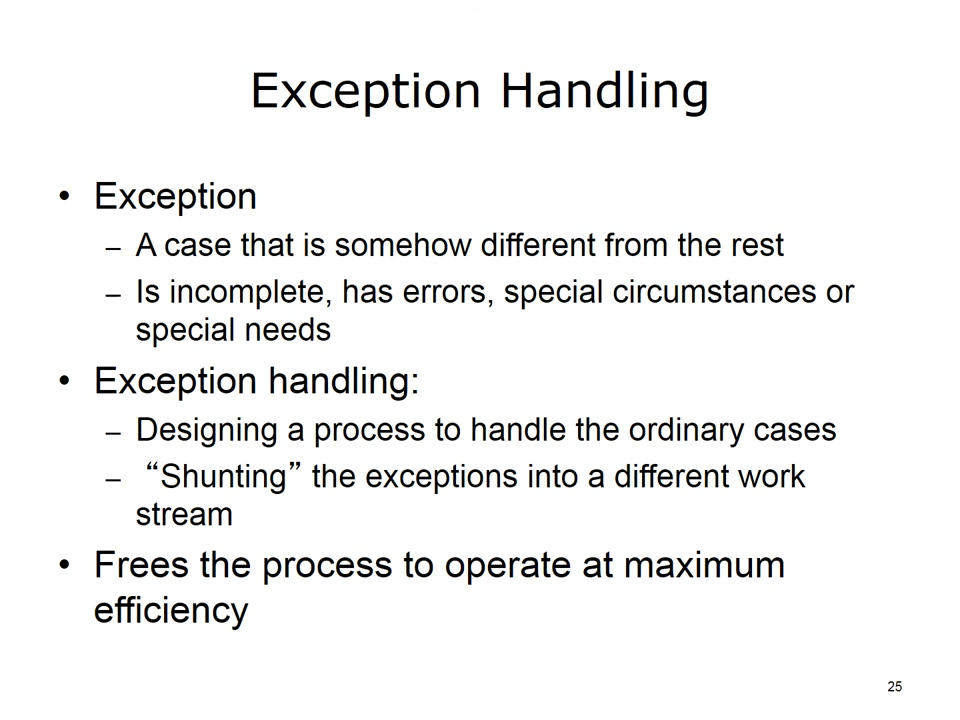 Exception Handling
• Exception
– A case that is somehow different from the rest
– Is incomplete, has errors, special circumstances or
special needs
• Exception handling:
– Designing a process to handle the ordinary cases
– “Shunting” the exceptions into a different work
stream
• Frees the process to operate at maximum
efficiency
25